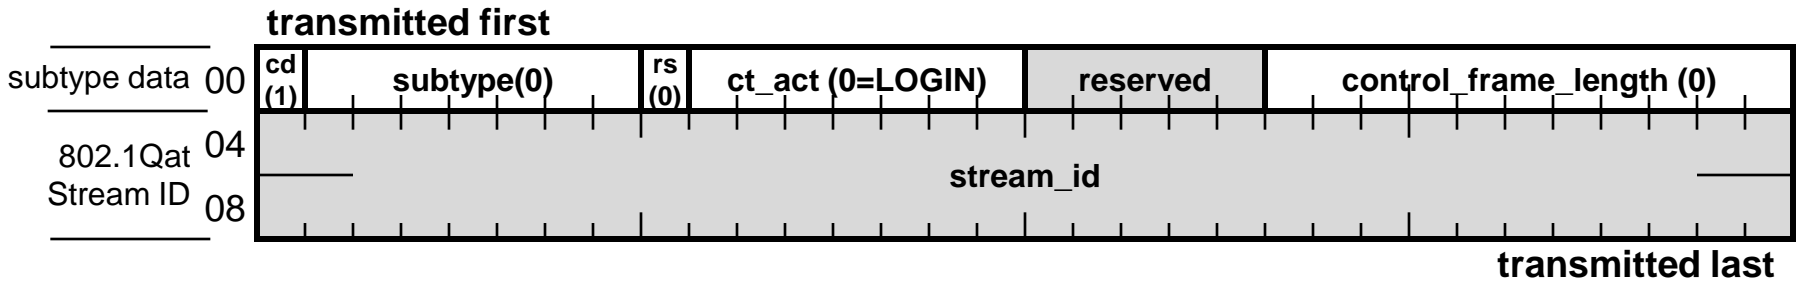 transmitted first
subtype data 00 cd (1) subtype(0) rs (0) ct_act (0=LOGIN) reserved control_frame_length (0)
802.1Qat Stream ID 04 08 stream_id
transmitted last